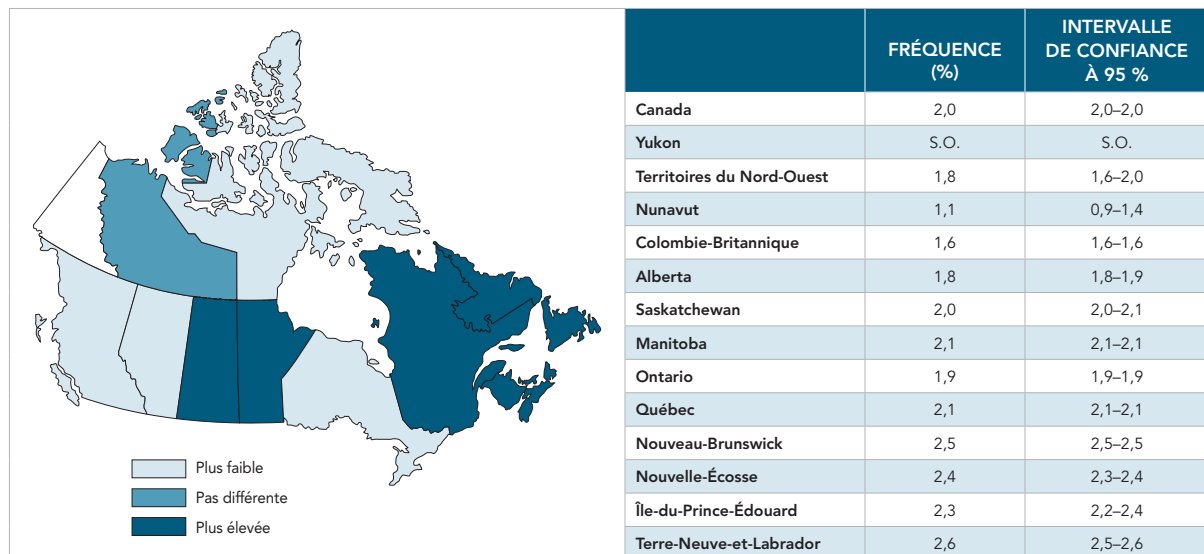 Plus faible
Pas différente
Plus élevée
FRÉQUENCE
(%)
INTERVALLE
DE CONFIANCE
À 95 %
Canada 2,0 2,0–2,0
Yukon S.O. S.O.
Territoires du Nord-Ouest 1,8 1,6–2,0
Nunavut 1,1 0,9–1,4
Colombie-Britannique 1,6 1,6–1,6
Alberta 1,8 1,8–1,9
Saskatchewan 2,0 2,0–2,1
Manitoba 2,1 2,1–2,1
Ontario 1,9 1,9–1,9
Québec 2,1 2,1–2,1
Nouveau-Brunswick 2,5 2,5–2,5
Nouvelle-Écosse 2,4 2,3–2,4
Île-du-Prince-Édouard 2,3 2,2–2,4
Terre-Neuve-et-Labrador 2,6 2,5–2,6